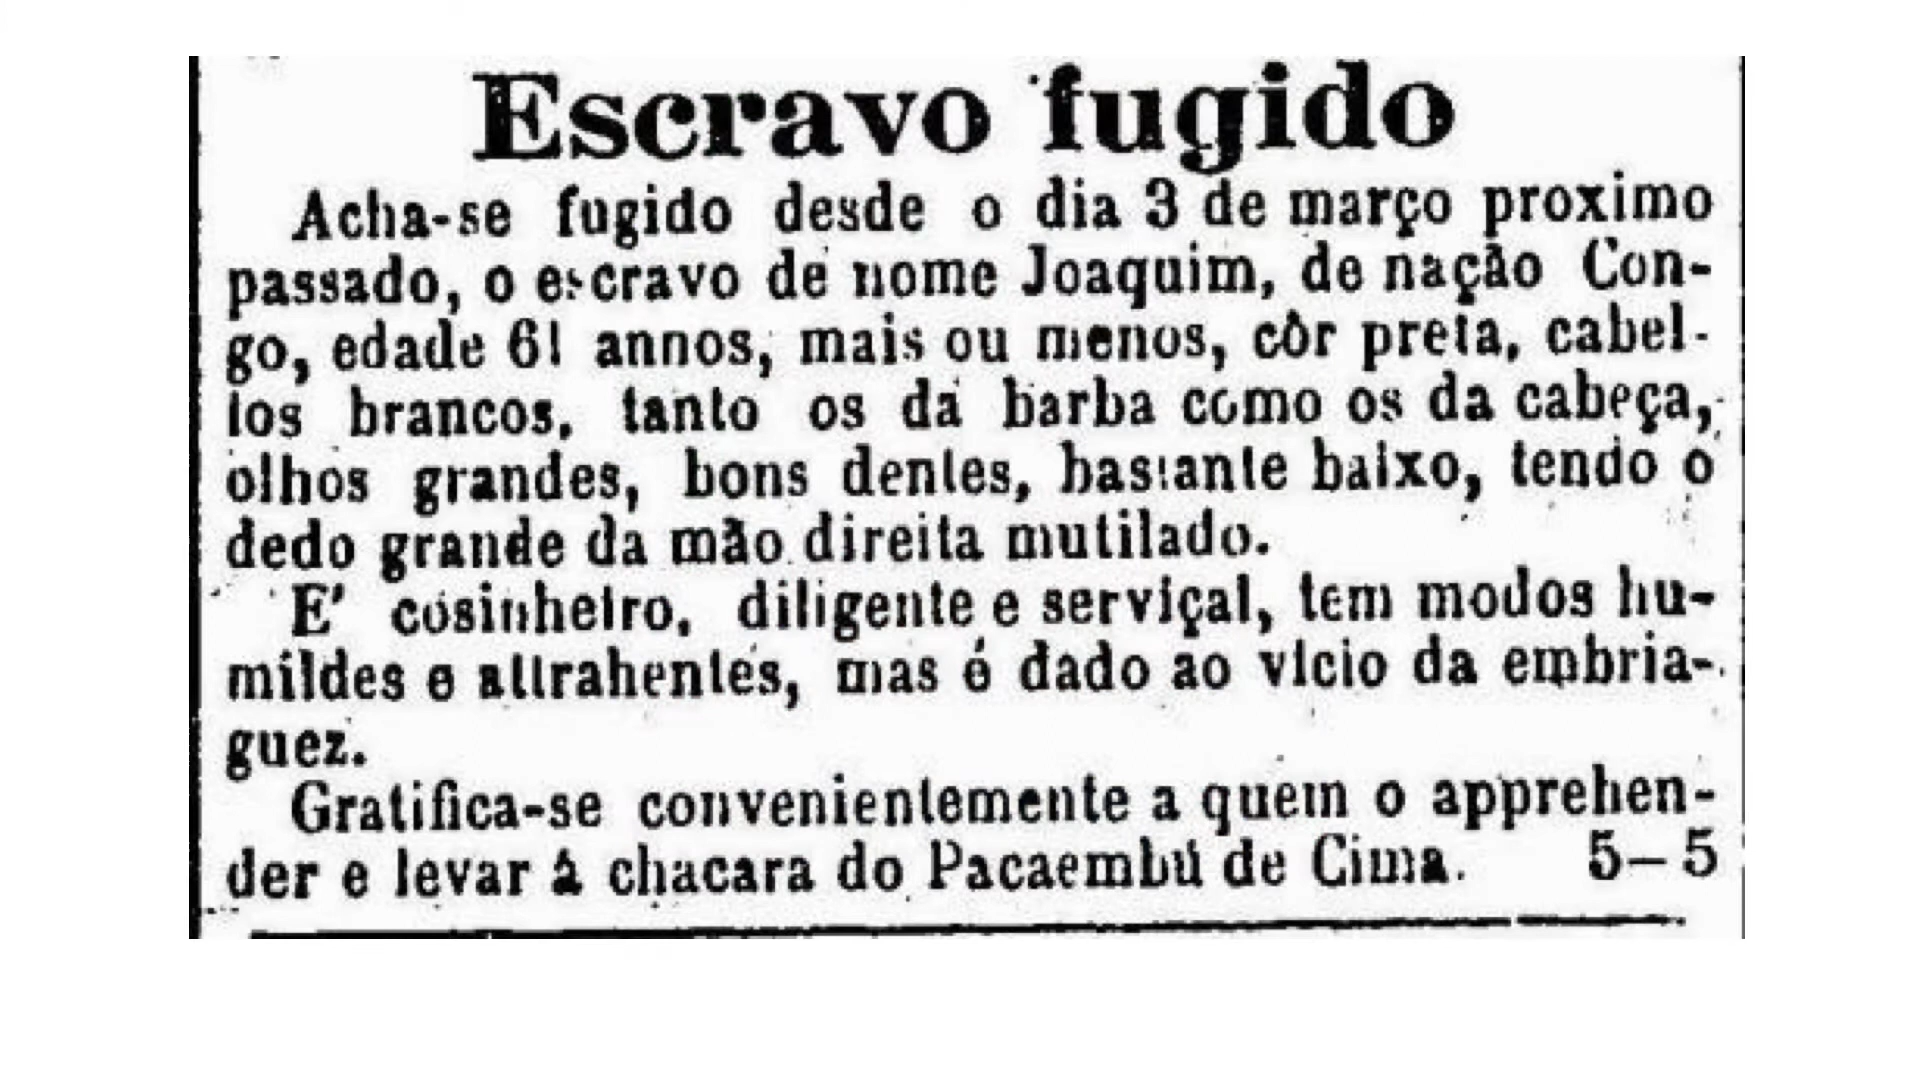 Escravo fugido
Acha-se fugido desde o dia 3 de março proximo
passado, o escravo de nome Joaquim, de nação Con-
go, edade 61 annos, mais ou menos, côr preta, cabel-
los brancos, tanto os da barba como os da cabeça,
olhos grandes, bons dentes, bastante baixo, tendo o
dedo grande da mão direita mutilado.
E' cosinheiro, diligente e serviçal, tem modos hu-
mildes e attrahentes, mas é dado ao vicio da embria-
guez.
Gratifica-se convenientemente a quem o apprehen-
der e levar á chacara do Pacaembú de Cima. 5—5